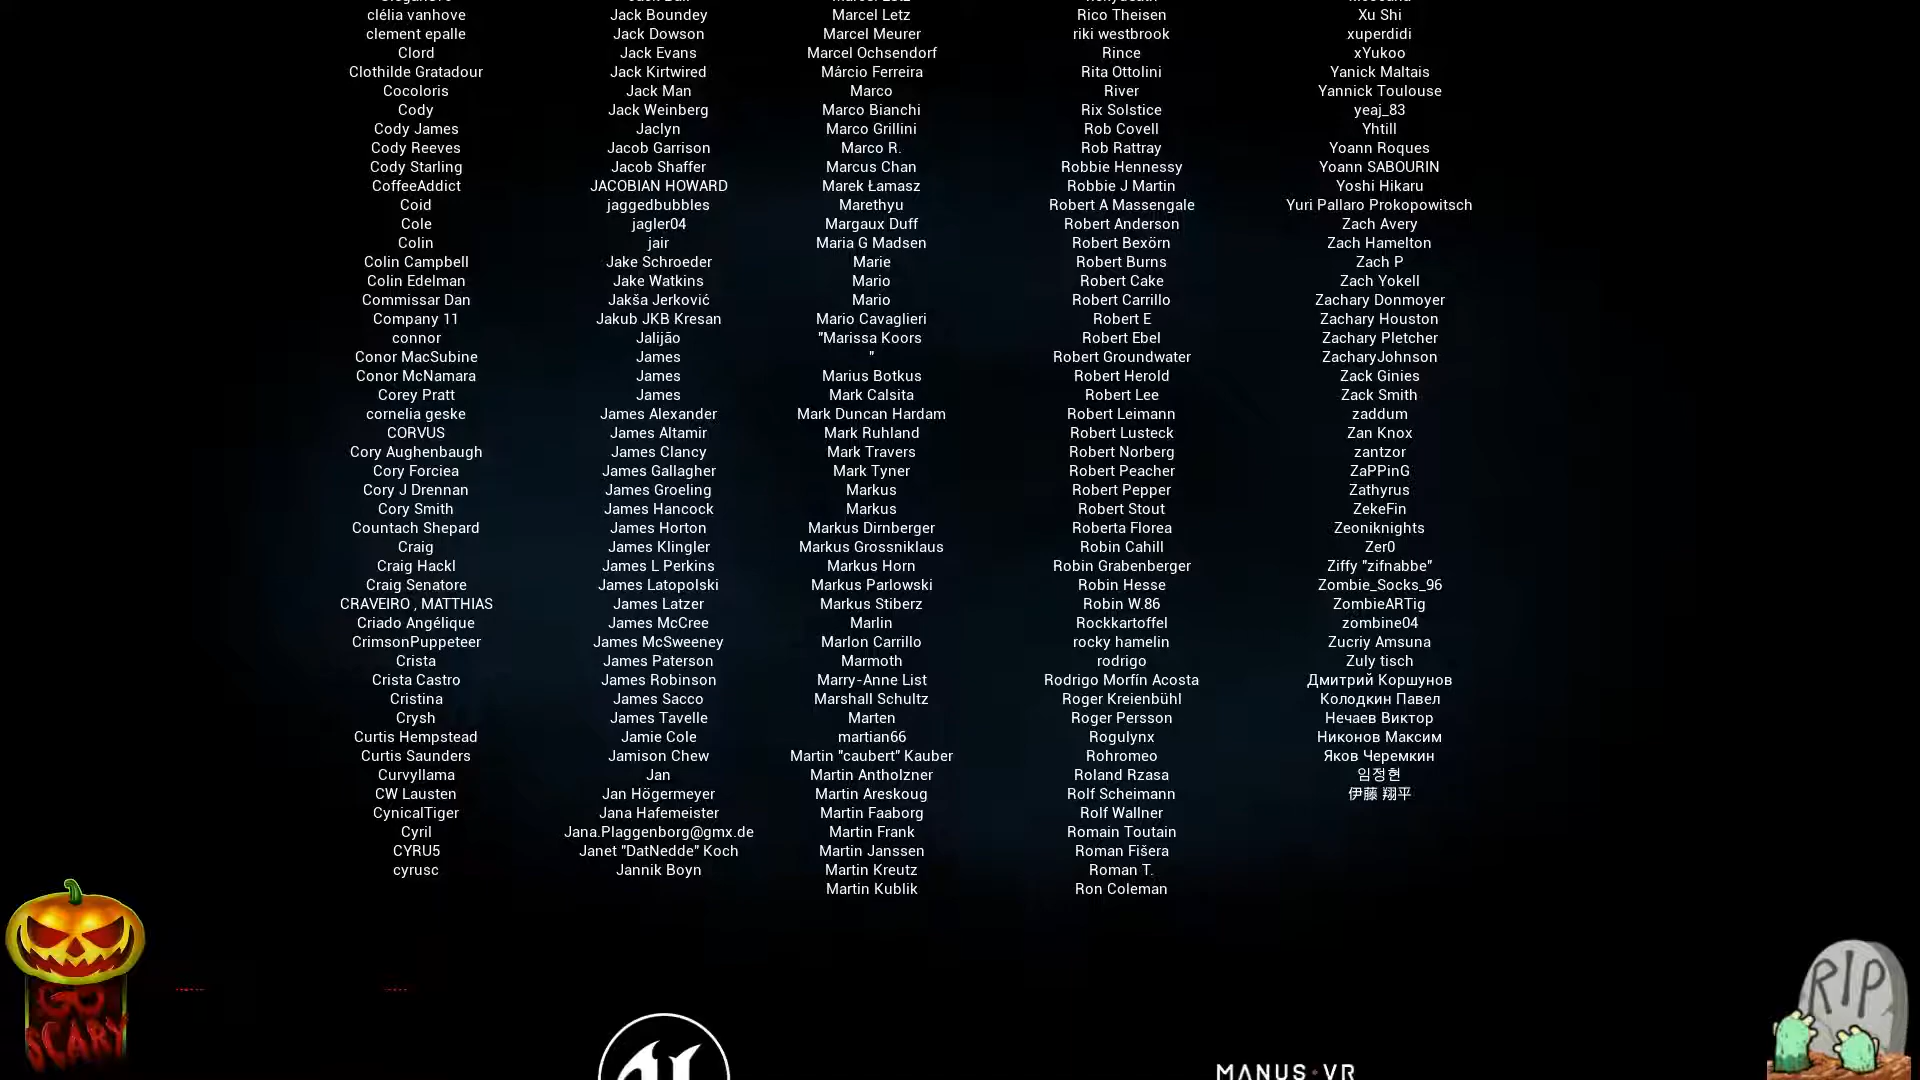 clélia vanhove
clement epalle
Clord
Clothilde Gratadour
Cocoloris
Cody
Cody James
Cody Reeves
Cody Starling
CoffeeAddict
Coid
Cole
Colin
Colin Campbell
Colin Edelman
Commissar Dan
Company 11
connor
Conor MacSubine
Conor McNamara
Corey Pratt
cornelia geske
CORVUS
Cory Aughenbaugh
Cory Forciea
Cory J Drennan
Cory Smith
Countach Shepard
Craig
Craig Hackl
Craig Senatore
CRAVEIRO , MATTHIAS
Criado Angélique
CrimsonPuppeteer
Crista
Crista Castro
Cristina
Crysh
Curtis Hempstead
Curtis Saunders
Curvyllama
CW Lausten
CynicalTiger
Cyril
CYRU5
cyrusc
Jack Boundey
Jack Dowson
Jack Evans
Jack Kirtwired
Jack Man
Jack Weinberg
Jaclyn
Jacob Garrison
Jacob Shaffer
JACOBIAN HOWARD
jaggedbubbles
jagler04
jair
Jake Schroeder
Jake Watkins
Jakša Jerković
Jakub JKB Kresan
Jalijāo
James
James
James
James Alexander
James Altamir
James Clancy
James Gallagher
James Groeling
James Hancock
James Horton
James Klingler
James L Perkins
James Latopolski
James Latzer
James McCree
James McSweeney
James Paterson
James Robinson
James Sacco
James Tavelle
Jamie Cole
Jamison Chew
Jan
Jan Högermeyer
Jana Hafemeister
Jana.Plaggenborg@gmx.de
Janet "DatNedde" Koch
Jannik Boyn
Marcel Letz
Marcel Meurer
Marcel Ochsendorf
Márcio Ferreira
Marco
Marco Bianchi
Marco Grillini
Marco R.
Marcus Chan
Marek Łamasz
Marethyu
Margaux Duff
Maria G Madsen
Marie
Mario
Mario
Mario Cavaglieri
"Marissa Koors
"
Marius Botkus
Mark Calsita
Mark Duncan Hardam
Mark Ruhland
Mark Travers
Mark Tyner
Markus
Markus
Markus Dirnberger
Markus Grossniklaus
Markus Horn
Markus Parlowski
Markus Stiberz
Marlin
Marlon Carrillo
Marmoth
Marry-Anne List
Marshall Schultz
Marten
martian66
Martin "caubert" Kauber
Martin Antholzner
Martin Areskoug
Martin Faaborg
Martin Frank
Martin Janssen
Martin Kreutz
Martin Kublik
Rico Theisen
riki westbrook
Rince
Rita Ottolini
River
Rix Solstice
Rob Covell
Rob Rattray
Robbie Hennessy
Robbie J Martin
Robert A Massengale
Robert Anderson
Robert Bexörn
Robert Burns
Robert Cake
Robert Carrillo
Robert E
Robert Ebel
Robert Groundwater
Robert Herold
Robert Lee
Robert Leimann
Robert Lusteck
Robert Norberg
Robert Peacher
Robert Pepper
Robert Stout
Roberta Florea
Robin Cahill
Robin Grabenberger
Robin Hesse
Robin W.86
Rockkartoffel
rocky hamelin
rodrigo
Rodrigo Morfín Acosta
Roger Kreienbühl
Roger Persson
Rogulynx
Rohromeo
Roland Rzasa
Rolf Scheimann
Rolf Wallner
Romain Toutain
Roman Fišera
Roman T.
Ron Coleman
Xu Shi
xuperdidi
xYukoo
Yanick Maltais
Yannick Toulouse
yeaj_83
Yhtill
Yoann Roques
Yoann SABOURIN
Yoshi Hikaru
Yuri Pallaro Prokopowitsch
Zach Avery
Zach Hamelton
Zach P
Zach Yokell
Zachary Donmoyer
Zachary Houston
Zachary Pletcher
ZacharyJohnson
Zack Ginies
Zack Smith
zaddum
Zan Knox
zantzor
ZaPPinG
Zathyrus
ZekeFin
Zeoniknights
Zer0
Ziffy "zifnabbe"
Zombie_Socks_96
ZombieARTig
zombine04
Zucriy Amsuna
Zuly tisch
Дмитрий Коршунов
Колодкин Павел
Нечаев Виктор
Никонов Максим
Яков Черемкин
임정현
伊藤 翔平
GO
SCARY
RIP
MANUS VR